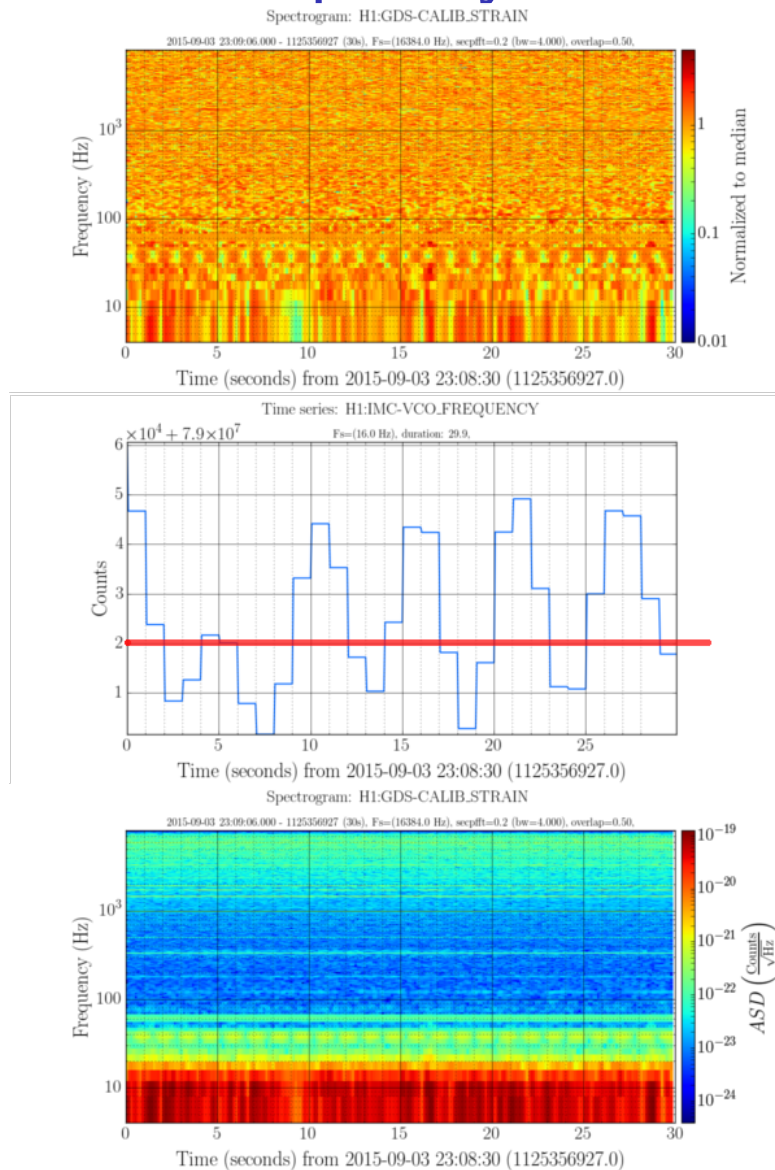 Spectrogram: H1:GDS-CALIB_STRAIN
2015-09-03 23:09:06.000 - 1125356927 (30s), Fs=(16384.0 Hz), secpfft=0.2 (bw=4.000), overlap=0.50,
Frequency (Hz)
10³
100
10
0 5 10 15 20 25 30
Time (seconds) from 2015-09-03 23:08:30 (1125356927.0)
1
0.1
0.01
Normalized to median
Time series: H1:IMC-VCO_FREQUENCY
×10⁴ + 7.9×10⁷
Fs=(16.0 Hz), duration: 29.9,
Counts
6
5
4
3
2
1
0 5 10 15 20 25
Time (seconds) from 2015-09-03 23:08:30 (1125356927.0)
Spectrogram: H1:GDS-CALIB_STRAIN
2015-09-03 23:09:06.000 - 1125356927 (30s), Fs=(16384.0 Hz), secpfft=0.2 (bw=4.000), overlap=0.50,
Frequency (Hz)
10³
100
10
0 5 10 15 20 25 30
Time (seconds) from 2015-09-03 23:08:30 (1125356927.0)
10⁻¹⁹
10⁻²⁰
10⁻²¹
10⁻²²
10⁻²³
10⁻²⁴
ASD (Counts/√Hz)